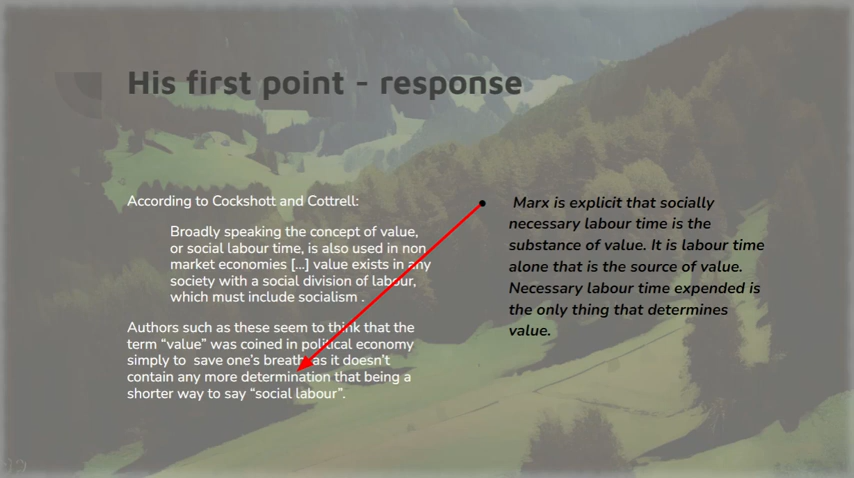 His first point - response
According to Cockshott and Cottrell:
Broadly speaking the concept of value,
or social labour time, is also used in non
market economies [...] value exists in any
society with a social division of labour,
which must include socialism .
Authors such as these seem to think that the
term “value” was coined in political economy
simply to save one's breath as it doesn't
contain any more determination that being a
shorter way to say “social labour”.
Marx is explicit that socially
necessary labour time is the
substance of value. It is labour time
alone that is the source of value.
Necessary labour time expended is
the only thing that determines
value.